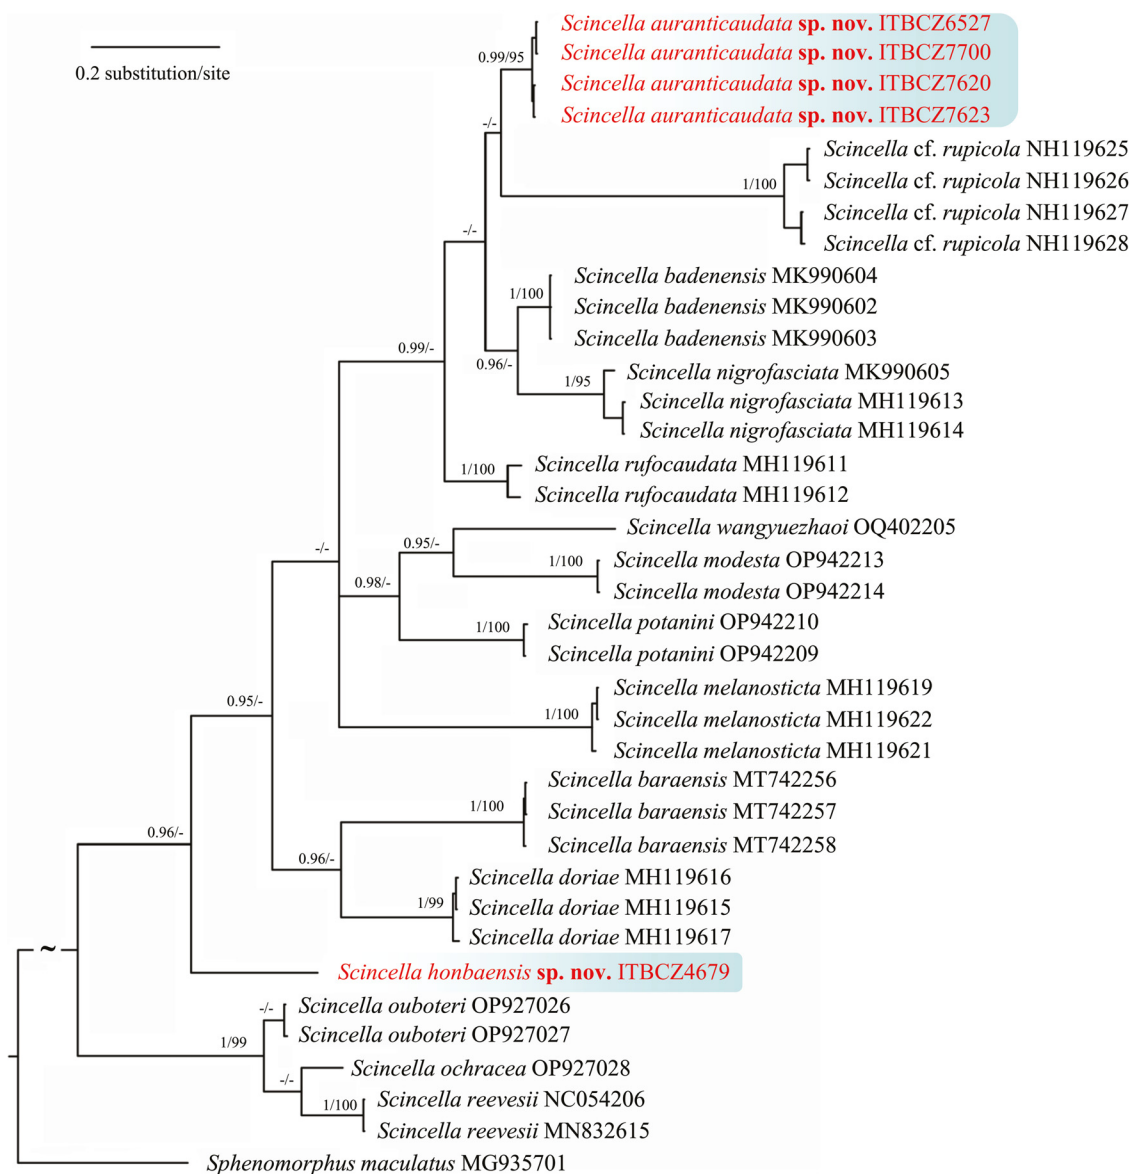 Scincella auranticaudata sp. nov. ITBCZ6527
0.2 substitution/site
0.99/95
Scincella auranticaudata sp. nov. ITBCZ7700
Scincella auranticaudata sp. nov. ITBCZ7620
Scincella auranticaudata sp. nov. ITBCZ7623
-/-
Scincella cf. rupicola NH119625
1/100
Scincella cf. rupicola NH119626
Scincella cf. rupicola NH119627
Scincella cf. rupicola NH119628
-/-
Scincella badenensis MK990604
1/100
Scincella badenensis MK990602
Scincella badenensis MK990603
0.99/-
0.96/-
Scincella nigrofasciata MK990605
1/95
Scincella nigrofasciata MH119613
Scincella nigrofasciata MH119614
Scincella rufocaudata MH119611
1/100
Scincella rufocaudata MH119612
Scincella wangyuezhaoi OQ402205
-/-
0.95/-
Scincella modesta OP942213
1/100
0.98/-
Scincella modesta OP942214
Scincella potanini OP942210
1/100
Scincella potanini OP942209
Scincella melanosticta MH119619
0.95/-
1/100
Scincella melanosticta MH119622
Scincella melanosticta MH119621
Scincella baraensis MT742256
1/100
Scincella baraensis MT742257
0.96/-
Scincella baraensis MT742258
0.96/-
Scincella doriae MH119616
1/99
Scincella doriae MH119615
Scincella doriae MH119617
~
Scincella honbaensis sp. nov. ITBCZ4679
-/-
Scincella ouboteri OP927026
Scincella ouboteri OP927027
1/99
Scincella ochracea OP927028
-/-
Scincella reevesii NC054206
1/100
Scincella reevesii MN832615
Sphenomorphus maculatus MG935701